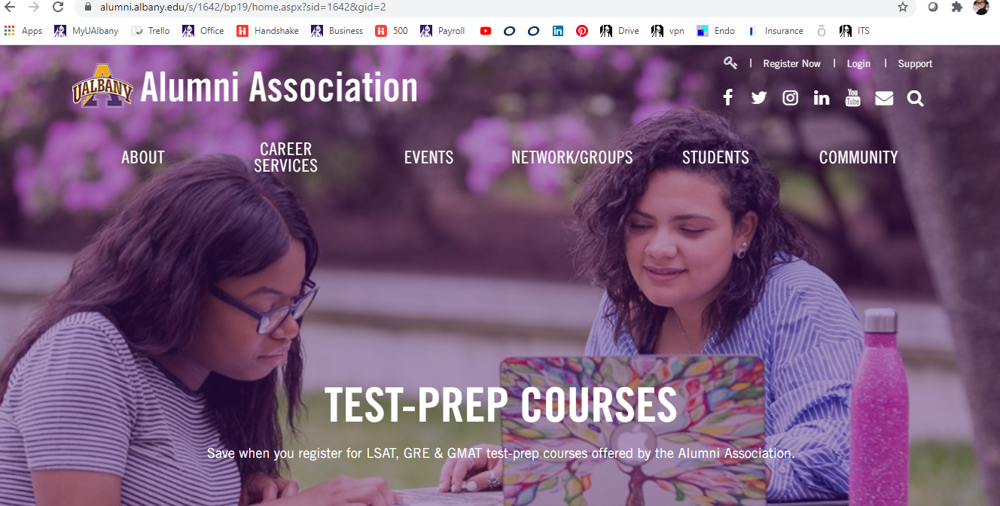 alumni.albany.edu/s/1642/bp19/home.aspx?sid=1642&gid=2
Apps MyUAlbany Trello Office Handshake Business 500 Payroll Drive vpn Endo Insurance ITS
Register Now | Login | Support
UALBANY Alumni Association
You Tube
ABOUT CAREER SERVICES EVENTS NETWORK/GROUPS STUDENTS COMMUNITY
TEST-PREP COURSES
Save when you register for LSAT, GRE & GMAT test-prep courses offered by the Alumni Association.